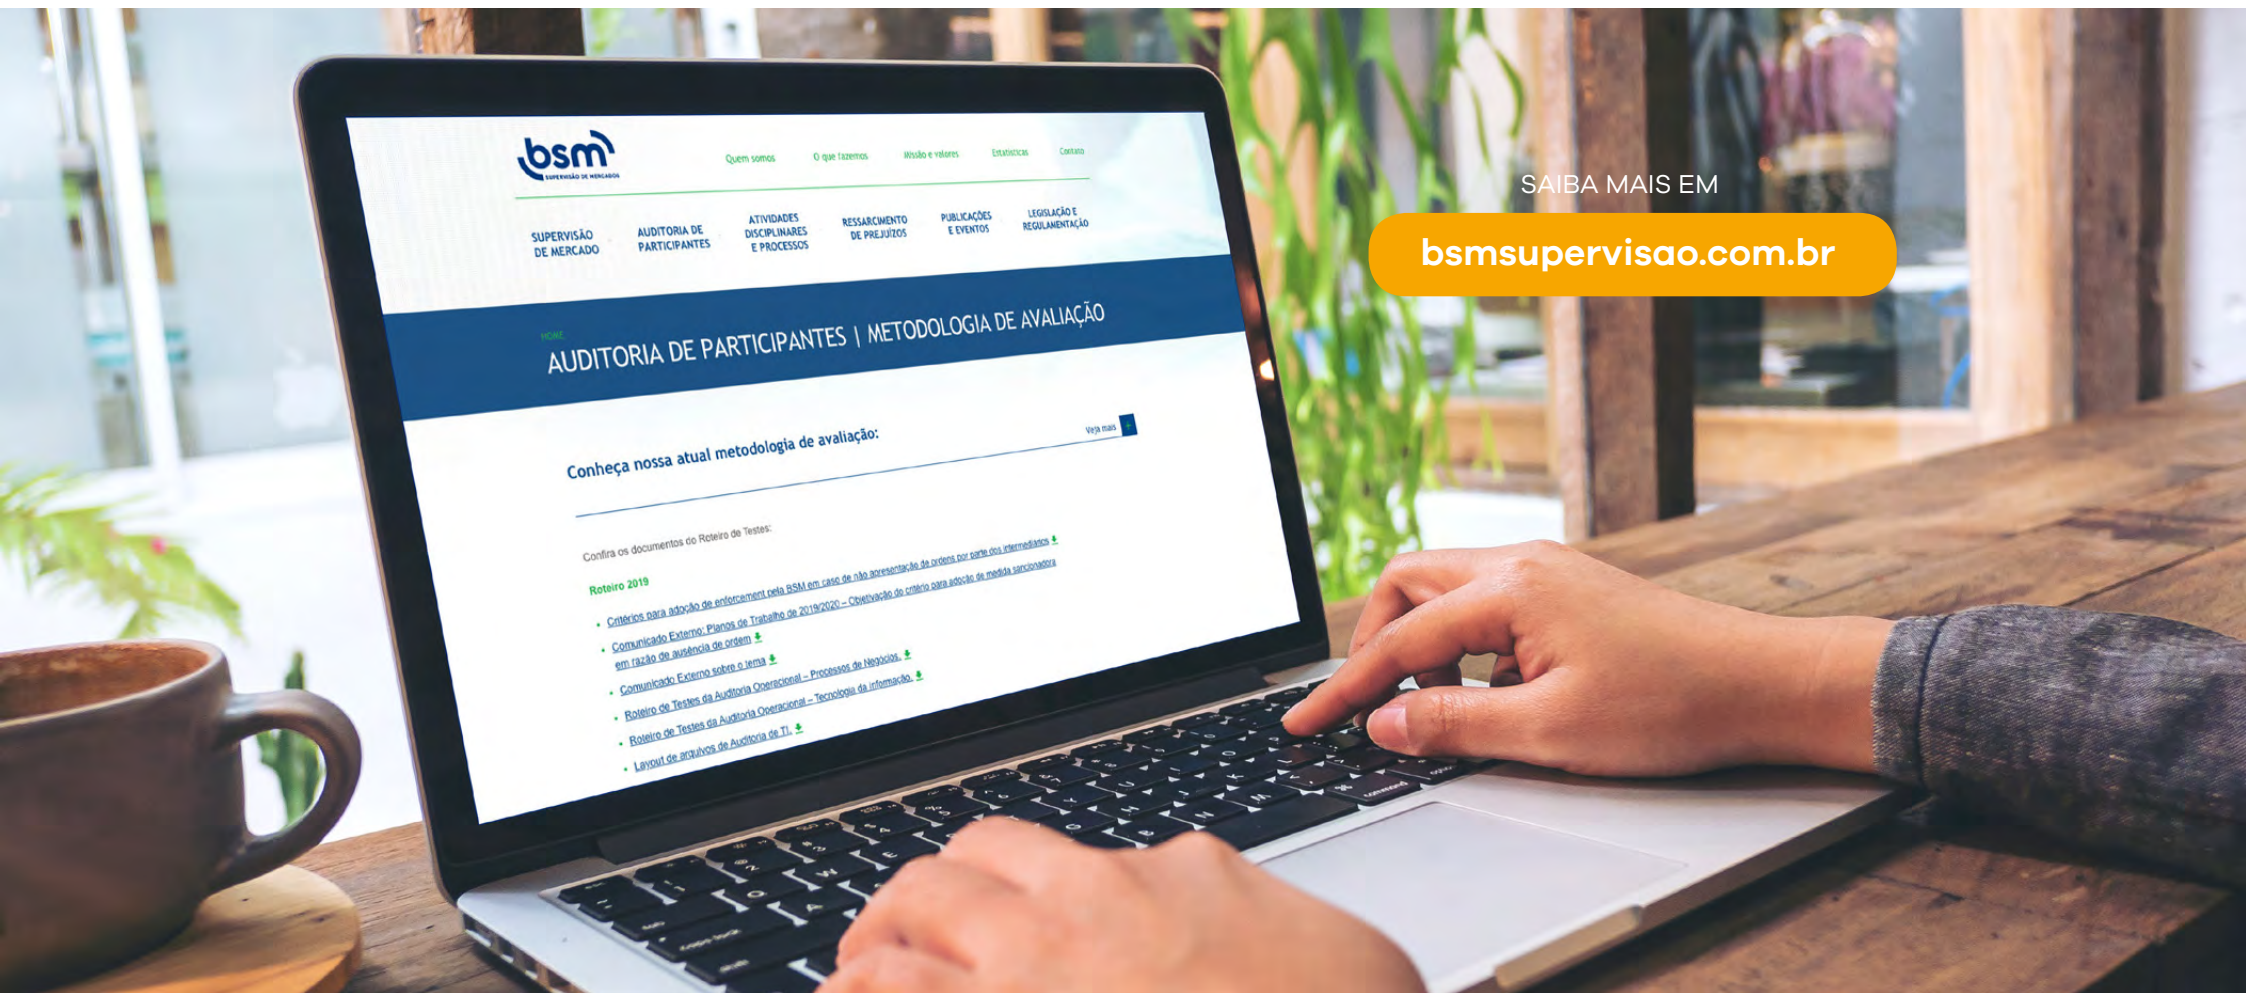 bsm
SUPERVISÃO DE MERCADOS
Quem somos
O que fazemos
Missão e valores
Estatísticas
Contato
SUPERVISÃO
DE MERCADO
AUDITORIA DE
PARTICIPANTES
ATIVIDADES
DISCIPLINARES
E PROCESSOS
RESSARCIMENTO
DE PREJUÍZOS
PUBLICAÇÕES
E EVENTOS
LEGISLAÇÃO E
REGULAMENTAÇÃO
HOME
AUDITORIA DE PARTICIPANTES | METODOLOGIA DE AVALIAÇÃO
Conheça nossa atual metodologia de avaliação:
Veja mais +
Confira os documentos do Roteiro de Testes:
Roteiro 2019
• Critérios para adoção de enforcement pela BSM em caso de não apresentação de ordens por parte dos intermediários
• Comunicado Externo: Planos de Trabalho de 2019/2020 – Objetivação do critério para adoção de medida sancionadora
em razão de ausência de ordem
• Comunicado Externo sobre o tema
• Roteiro de Testes da Auditoria Operacional – Processos de Negócios.
• Roteiro de Testes da Auditoria Operacional – Tecnologia da informação.
• Layout de arquivos de Auditoria de TI.
SAIBA MAIS EM
bsmsupervisao.com.br
command
caps lock